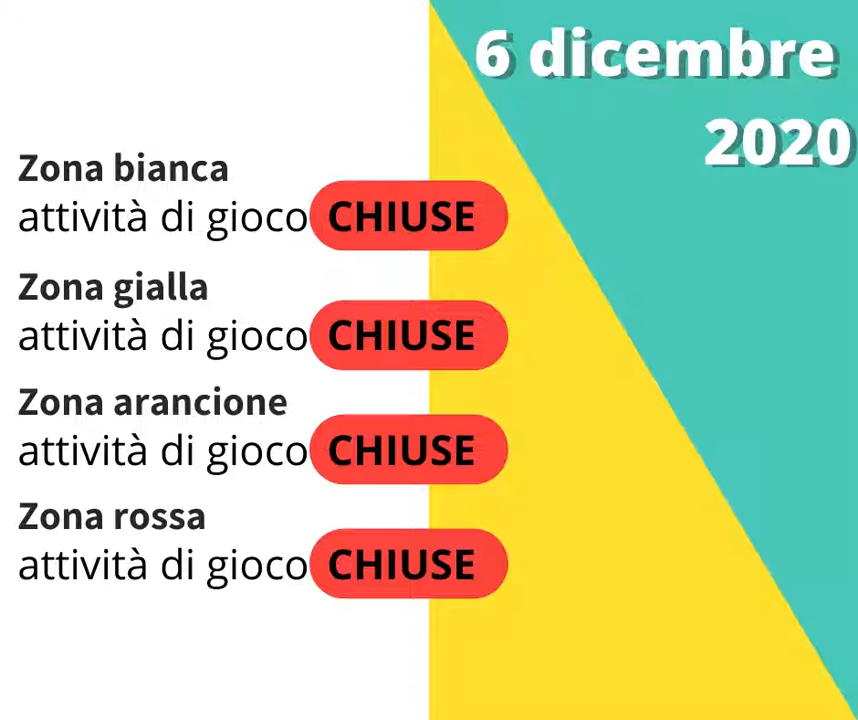 6 dicembre
2020
Zona bianca
attività di gioco CHIUSE
Zona gialla
attività di gioco CHIUSE
Zona arancione
attività di gioco CHIUSE
Zona rossa
attività di gioco CHIUSE